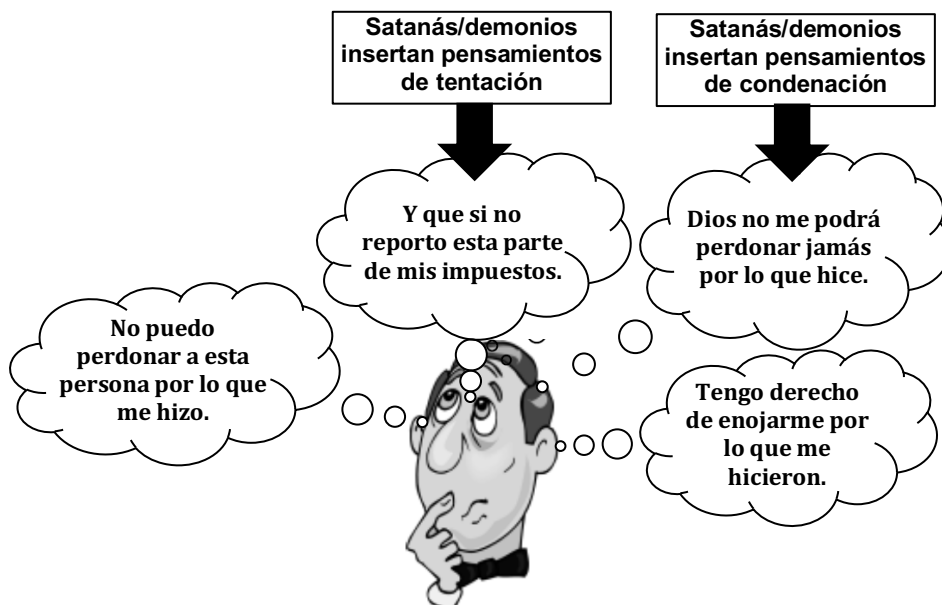 Satanás/demonios
insertan pensamientos
de tentación
Satanás/demonios
insertan pensamientos
de condenación
Y que si no
reporto esta parte
de mis impuestos.
Dios no me podrá
perdonar jamás
por lo que hice.
No puedo
perdonar a esta
persona por lo que
me hizo.
Tengo derecho
de enojarme por
lo que me
hicieron.